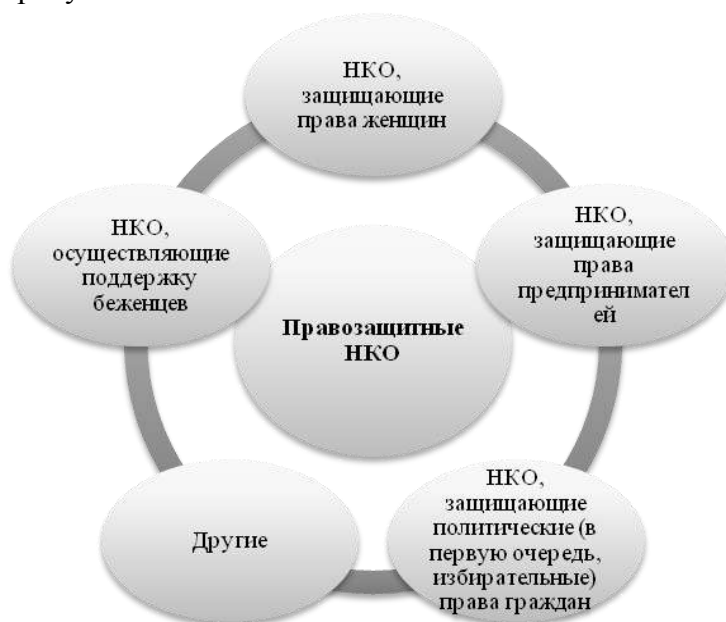 НКО,
защищающие
права женщин
НКО,
защищающие
права
предпринимател
ей
НКО,
защищающие
политические (в
первую очередь,
избирательные)
права граждан
Другие
НКО,
осуществляющие
поддержку
беженцев
Правозащитные
НКО